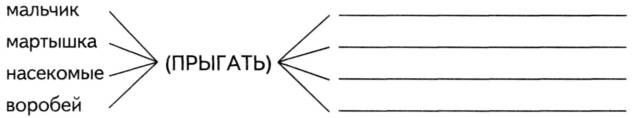 мальчик
мартышка
насекомые
воробей
(ПРЫГАТЬ)